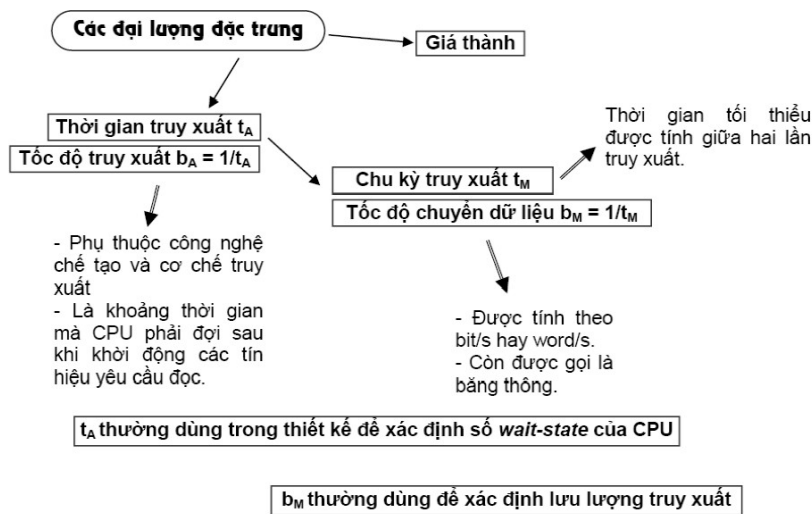 Các đại lượng đặc trưng
Giá thành
Thời gian truy xuất tA
Tốc độ truy xuất bA = 1/tA
Thời gian tối thiểu
được tính giữa hai lần
truy xuất.
Chu kỳ truy xuất tM
Tốc độ chuyển dữ liệu bM = 1/tM
- Phụ thuộc công nghệ
chế tạo và cơ chế truy
xuất
- Là khoảng thời gian
mà CPU phải đợi sau
khi khởi động các tín
hiệu yêu cầu đọc.
- Được tính theo
bit/s hay word/s.
- Còn được gọi là
băng thông.
tA thường dùng trong thiết kế để xác định số wait-state của CPU
bM thường dùng để xác định lưu lượng truy xuất